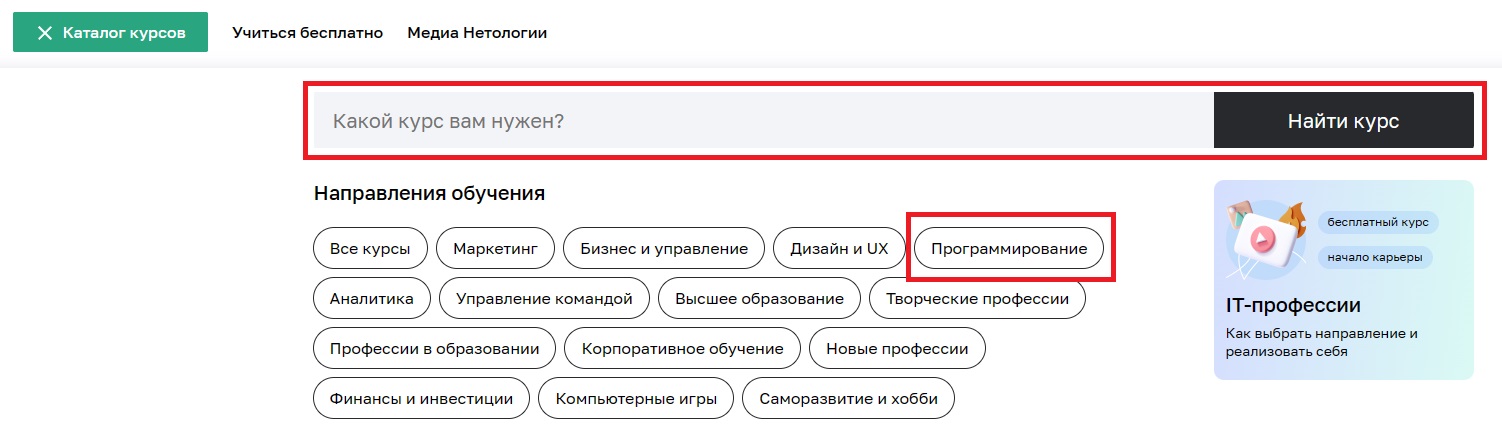 Каталог курсов Учиться бесплатно Медиа Нетологии
Какой курс вам нужен? Найти курс
Направления обучения
Все курсы Маркетинг Бизнес и управление Дизайн и UX Программирование
Аналитика Управление командой Высшее образование Творческие профессии
Профессии в образовании Корпоративное обучение Новые профессии
Финансы и инвестиции Компьютерные игры Саморазвитие и хобби
бесплатный курс
начало карьеры
IT-профессии
Как выбрать направление и
реализовать себя